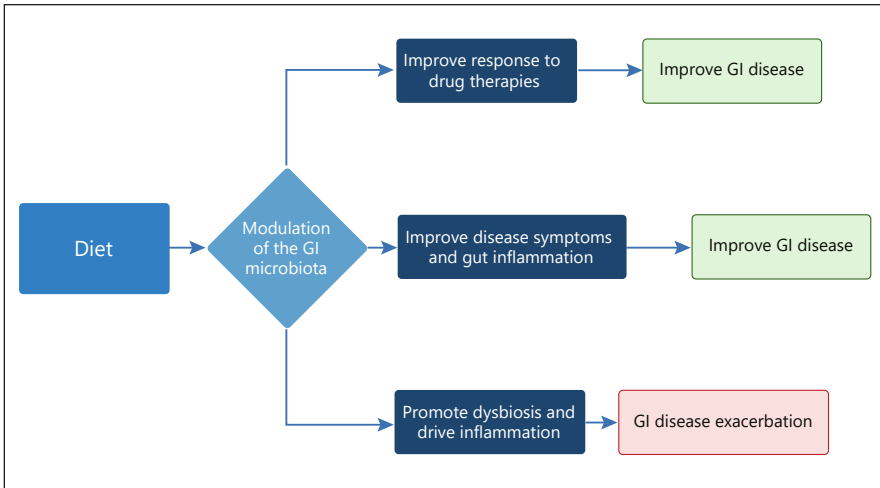 Improve response to
drug therapies
Improve GI disease
Diet
Modulation
of the GI
microbiota
Improve disease symptoms
and gut inflammation
Improve GI disease
Promote dysbiosis and
drive inflammation
GI disease exacerbation